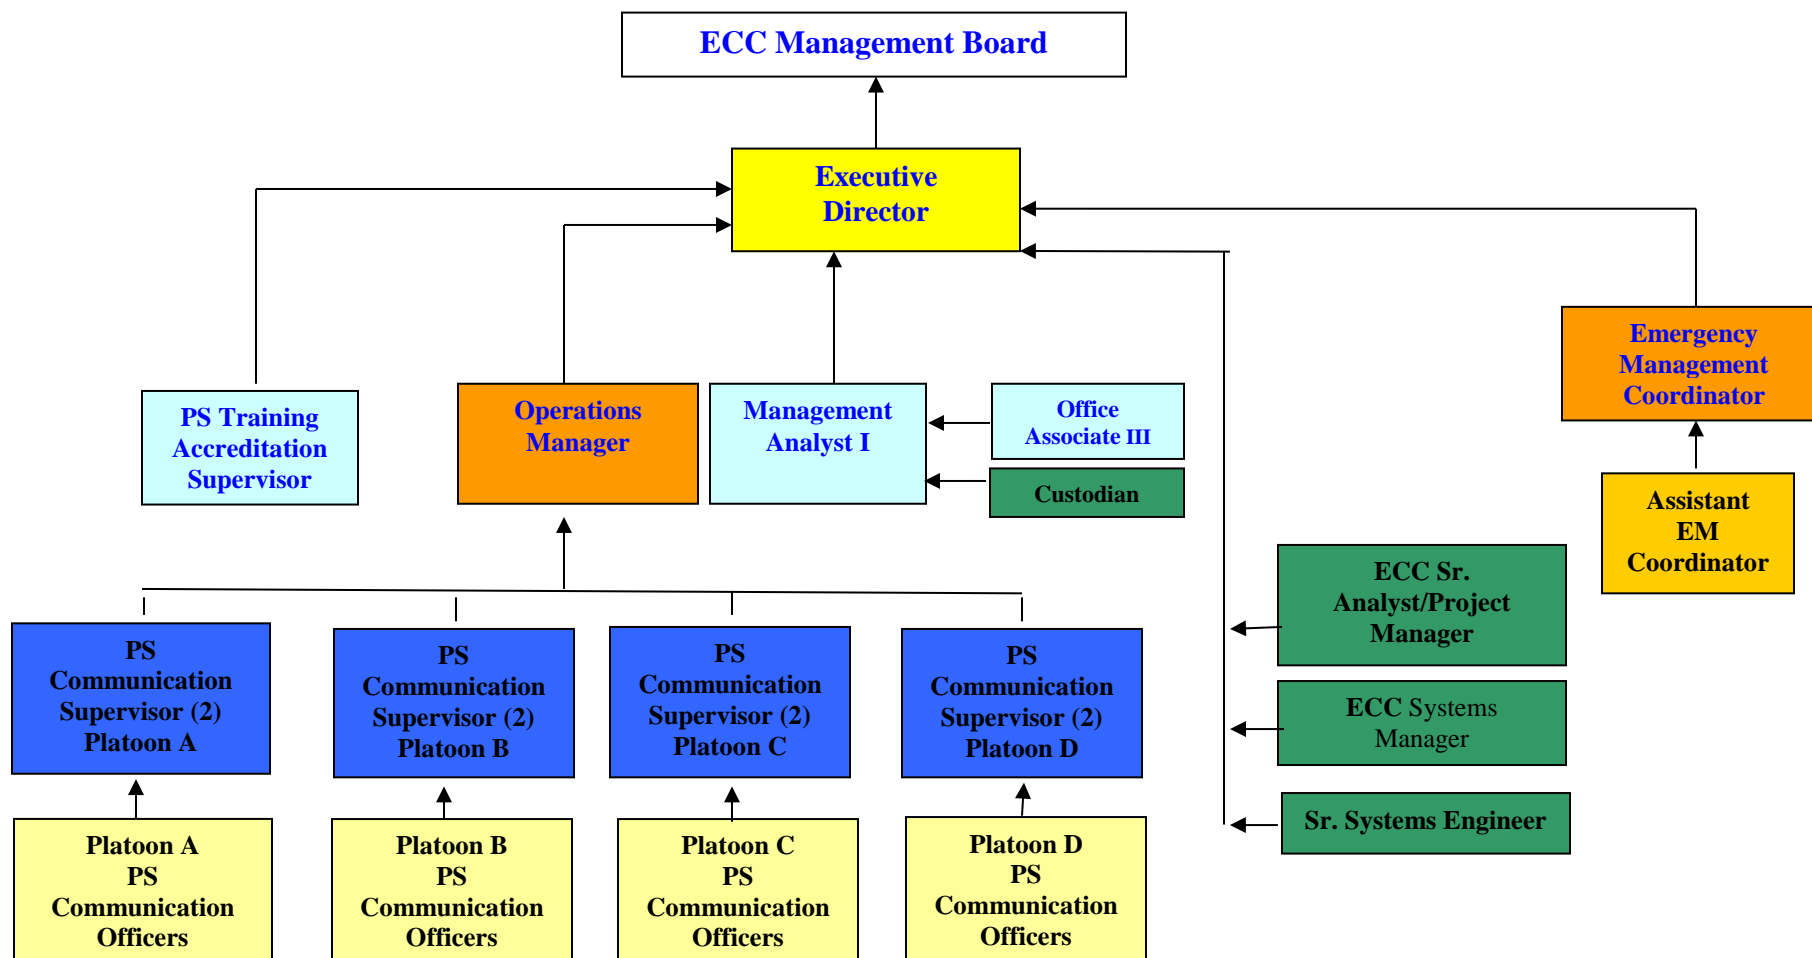 ECC Management Board
Executive
Director
Emergency
Management
Coordinator
PS Training
Accreditation
Supervisor
Operations
Manager
Management
Analyst I
Office
Associate III
Custodian
Assistant
EM
Coordinator
ECC Sr.
Analyst/Project
Manager
ECC Systems
Manager
Sr. Systems Engineer
PS
Communication
Supervisor (2)
Platoon A
PS
Communication
Supervisor (2)
Platoon B
PS
Communication
Supervisor (2)
Platoon C
PS
Communication
Supervisor (2)
Platoon D
Platoon A
PS
Communication
Officers
Platoon B
PS
Communication
Officers
Platoon C
PS
Communication
Officers
Platoon D
PS
Communication
Officers